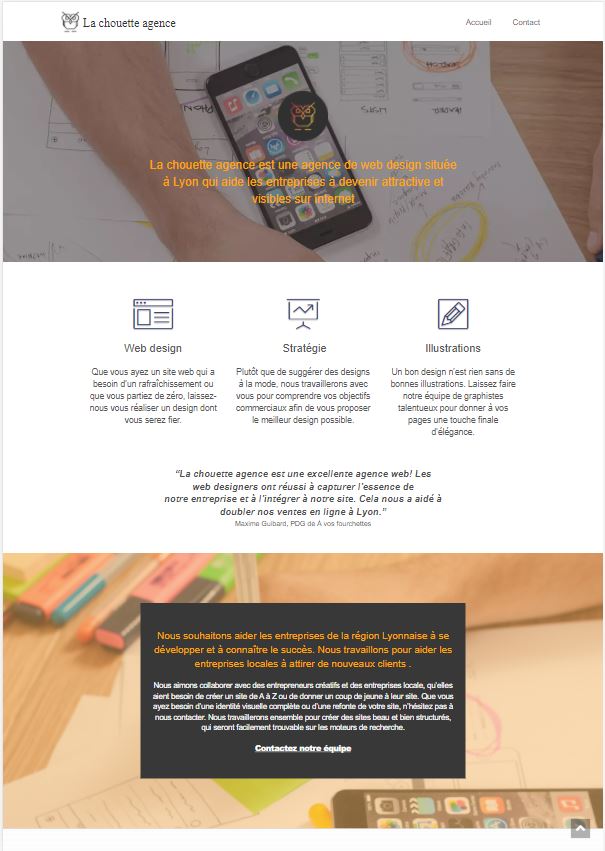 La chouette agence
Accueil
Contact
La chouette agence est une agence de web design située
à Lyon qui aide les entreprises à devenir attractive et
visibles sur internet
Web design
Que vous ayez un site web qui a
besoin d'un rafraîchissement ou
que vous partiez de zéro, laissez-
nous vous réaliser un design dont
vous serez fier.
Stratégie
Plutôt que de suggérer des designs
à la mode, nous travaillerons avec
vous pour comprendre vos objectifs
commerciaux afin de vous proposer
le meilleur design possible.
Illustrations
Un bon design n'est rien sans de
bonnes illustrations. Laissez faire
notre équipe de graphistes
talentueux pour donner à vos
pages une touche finale
d'élégance.
“La chouette agence est une excellente agence web! Les
web designers ont réussi à capturer l'essence de
notre entreprise et à l'intégrer à notre site. Cela nous a aidé à
doubler nos ventes en ligne à Lyon.”
Maxime Guibard, PDG de À vos fourchettes
Nous souhaitons aider les entreprises de la région Lyonnaise à se
développer et à connaître le succès. Nous travaillons pour aider les
entreprises locales à attirer de nouveaux clients .
Nous aimons collaborer avec des entrepreneurs créatifs et des entreprises locale, qu'elles
aient besoin de créer un site de A à Z ou de donner un coup de jeune à leur site. Que vous
ayez besoin d'une identité visuelle complète ou d'une refonte de votre site, n'hésitez pas à
nous contacter. Nous travaillerons ensemble pour créer des sites beau et bien structurés,
qui seront facilement trouvable sur les moteurs de recherche.
Contactez notre équipe